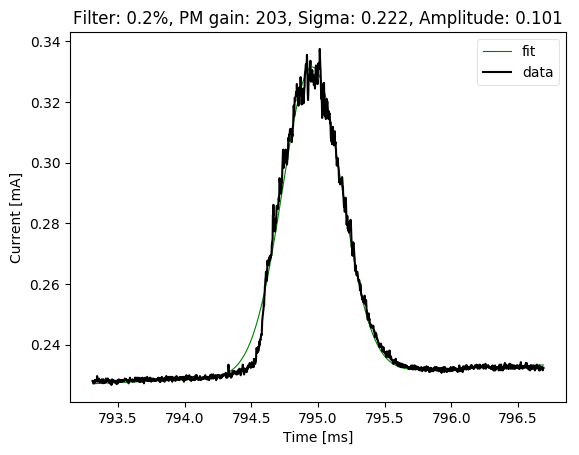 Filter: 0.2%, PM gain: 203, Sigma: 0.222, Amplitude: 0.101
fit
data
Current [mA]
0.34
0.32
0.30
0.28
0.26
0.24
793.5 794.0 794.5 795.0 795.5 796.0 796.5
Time [ms]